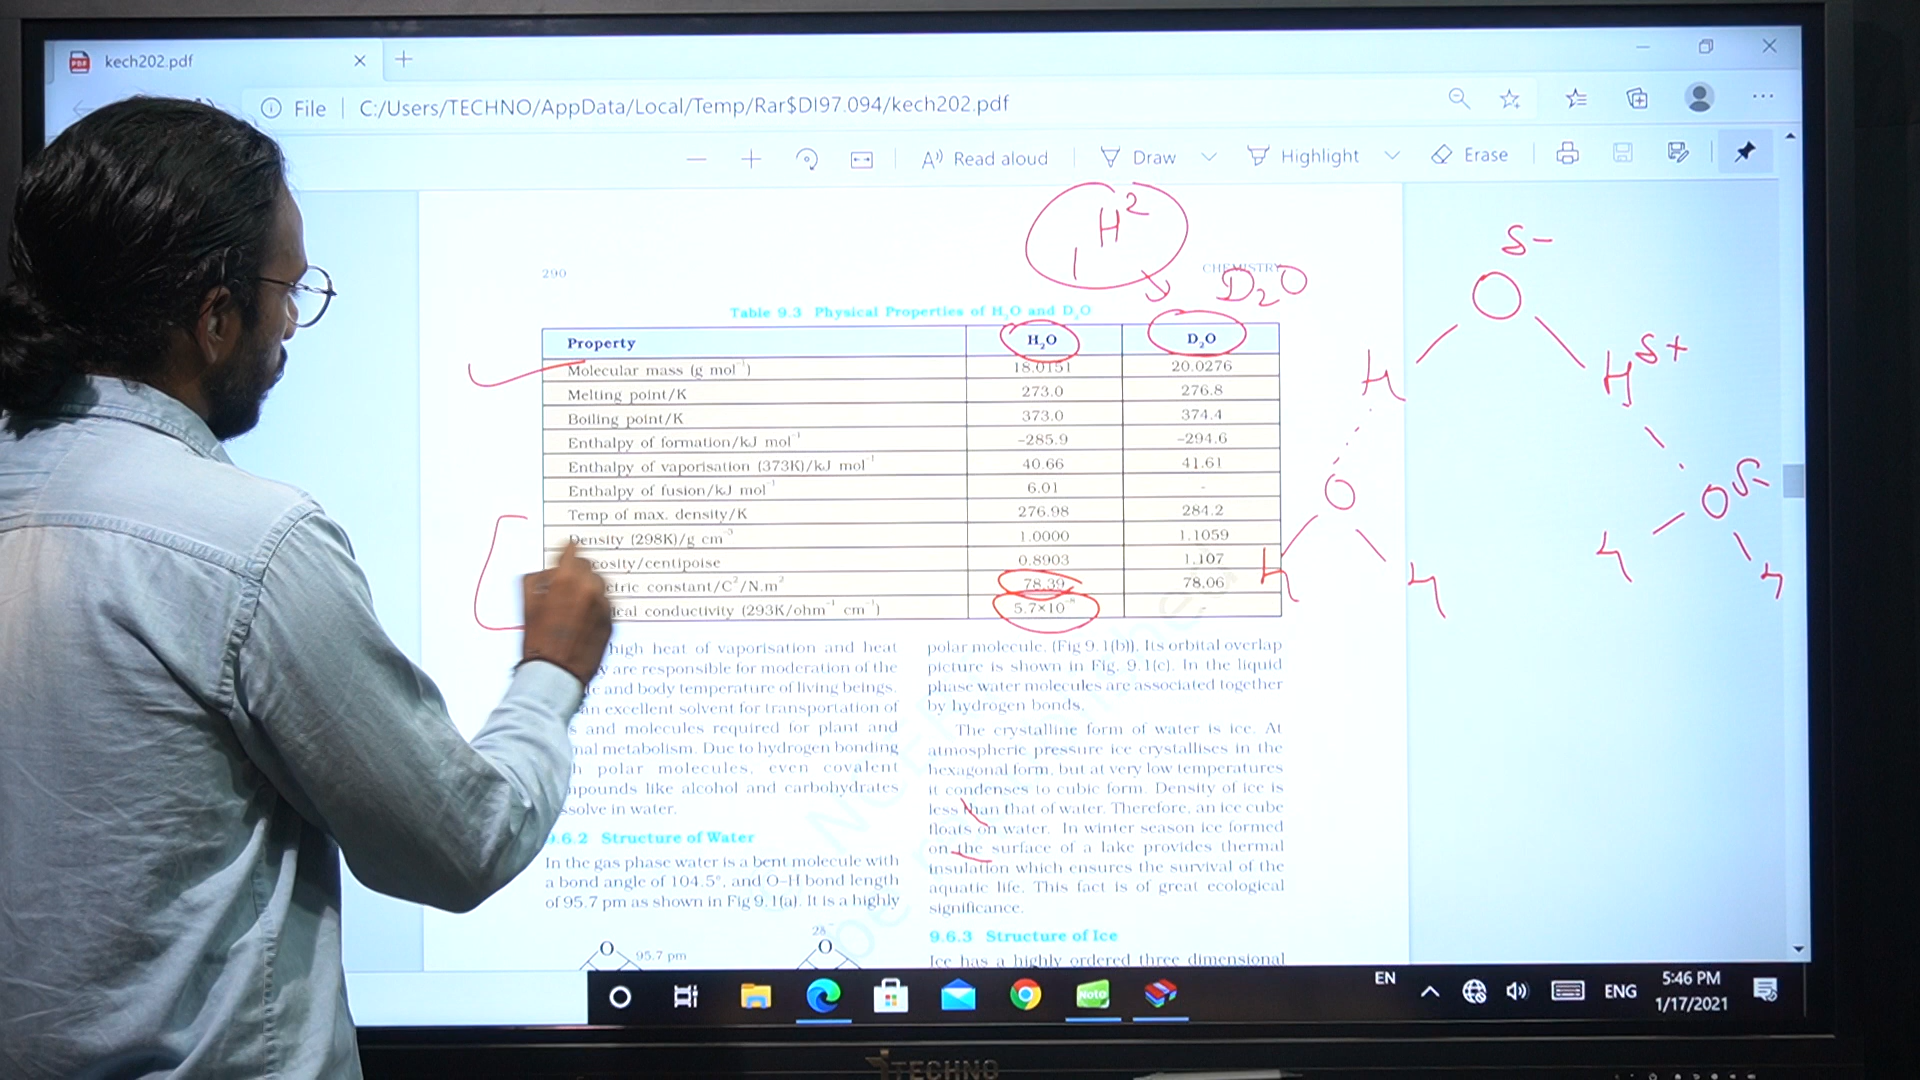 kech202.pdf
File | C:/Users/TECHNO/AppData/Local/Temp/Rar$DI97.094/kech202.pdf
Read aloud Draw Highlight Erase
H2
1
D2O
290 CHEMISTRY
Table 9.3 Physical Properties of H2O and D2O
Property H2O D2O
Molecular mass (g mol-1) 18.0151 20.0276
Melting point/K 273.0 276.8
Boiling point/K 373.0 374.4
Enthalpy of formation/kJ mol-1 -285.9 -294.6
Enthalpy of vaporisation (373K)/kJ mol-1 40.66 41.61
Enthalpy of fusion/kJ mol-1 6.01 -
Temp of max. density/K 276.98 284.2
Density (298K)/g cm-3 1.0000 1.1059
cosity/centipoise 0.8903 1.107
ctric constant/C2/N.m2 78.39 78.06
ical conductivity (293K/ohm-1 cm-1) 5.7×10-8 -
δ-
O
H H δ+
O O δ-
H H H H
high heat of vaporisation and heat
y are responsible for moderation of the
e and body temperature of living beings.
an excellent solvent for transportation of
s and molecules required for plant and
nal metabolism. Due to hydrogen bonding
h polar molecules, even covalent
mpounds like alcohol and carbohydrates
ssolve in water.
9.6.2 Structure of Water
In the gas phase water is a bent molecule with
a bond angle of 104.5°, and O-H bond length
of 95.7 pm as shown in Fig 9.1(a). It is a highly
O 95.7 pm
2δ-
O
polar molecule, (Fig 9.1(b)). Its orbital overlap
picture is shown in Fig. 9.1(c). In the liquid
phase water molecules are associated together
by hydrogen bonds.
The crystalline form of water is ice. At
atmospheric pressure ice crystallises in the
hexagonal form, but at very low temperatures
it condenses to cubic form. Density of ice is
less than that of water. Therefore, an ice cube
floats on water. In winter season ice formed
on the surface of a lake provides thermal
insulation which ensures the survival of the
aquatic life. This fact is of great ecological
significance.
9.6.3 Structure of Ice
Ice has a highly ordered three dimensional
EN
ENG
5:46 PM
1/17/2021
TECHNO